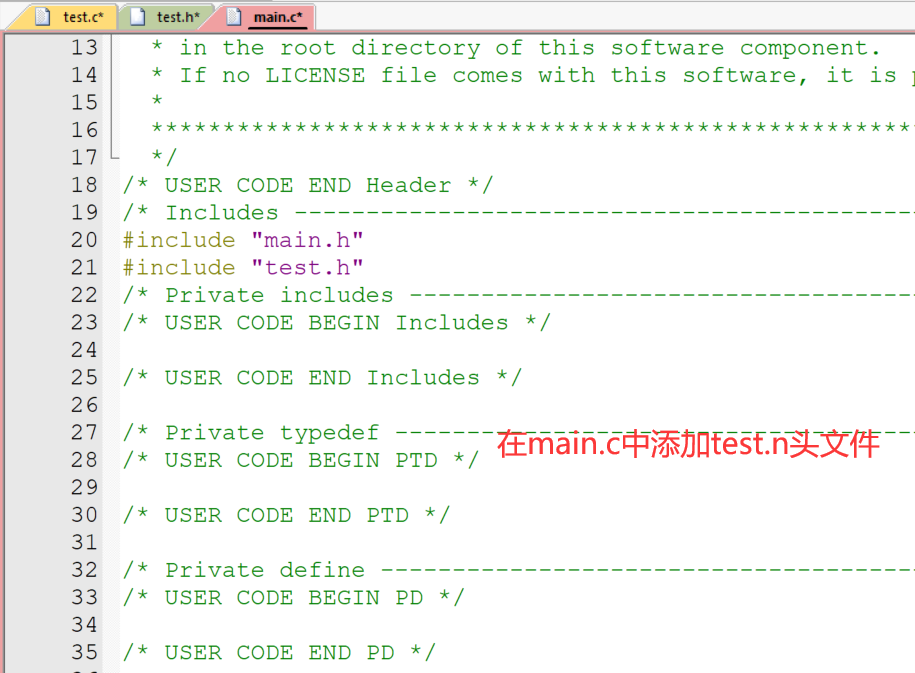 test.c* test.h* main.c*
13 * in the root directory of this software component.
14 * If no LICENSE file comes with this software, it is
15 *
16 *******************************************************
17 */
18 /* USER CODE END Header */
19 /* Includes -------------------------------------------
20 #include "main.h"
21 #include "test.h"
22 /* Private includes -----------------------------------
23 /* USER CODE BEGIN Includes */
24
25 /* USER CODE END Includes */
26
27 /* Private typedef ------------------------------------
在main.c中添加test.n头文件
28 /* USER CODE BEGIN PTD */
29
30 /* USER CODE END PTD */
31
32 /* Private define -------------------------------------
33 /* USER CODE BEGIN PD */
34
35 /* USER CODE END PD */